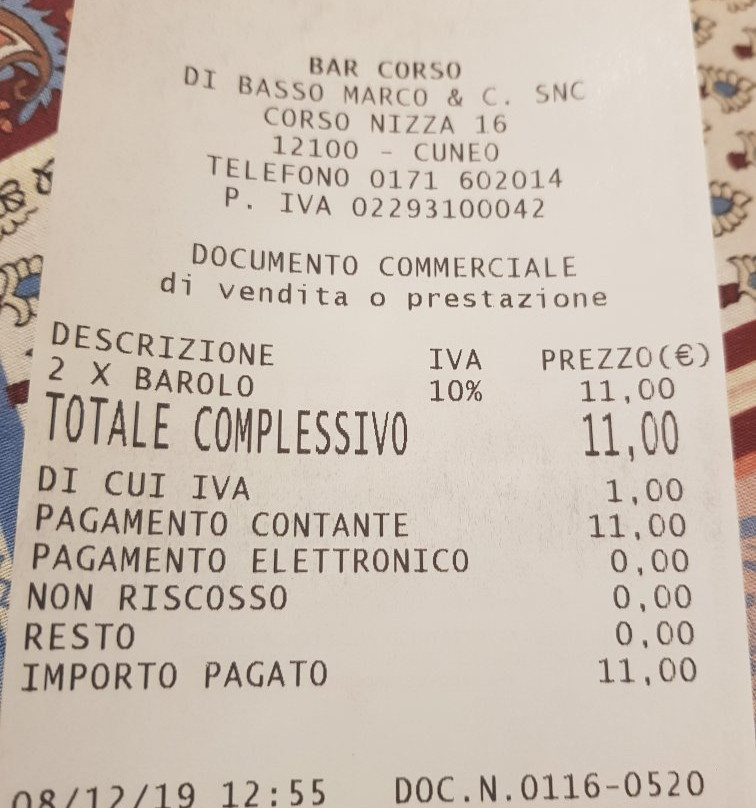 BAR CORSO
DI BASSO MARCO & C. SNC
CORSO NIZZA 16
12100 - CUNEO
TELEFONO 0171 602014
P. IVA 02293100042
DOCUMENTO COMMERCIALE
di vendita o prestazione
DESCRIZIONE IVA PREZZO(€)
2 X BAROLO 10% 11,00
TOTALE COMPLESSIVO 11,00
DI CUI IVA 1,00
PAGAMENTO CONTANTE 11,00
PAGAMENTO ELETTRONICO 0,00
NON RISCOSSO 0,00
RESTO 0,00
IMPORTO PAGATO 11,00
08/12/19 12:55 DOC.N.0116-0520